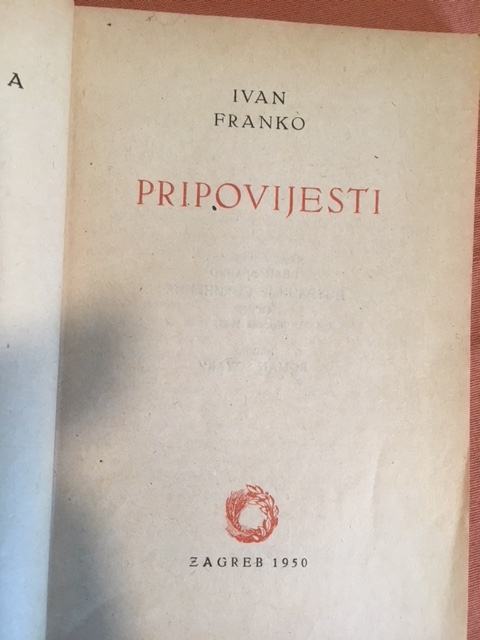 A
IVAN
FRANKO
PRIPOVIJESTI
ZAGREB 1950